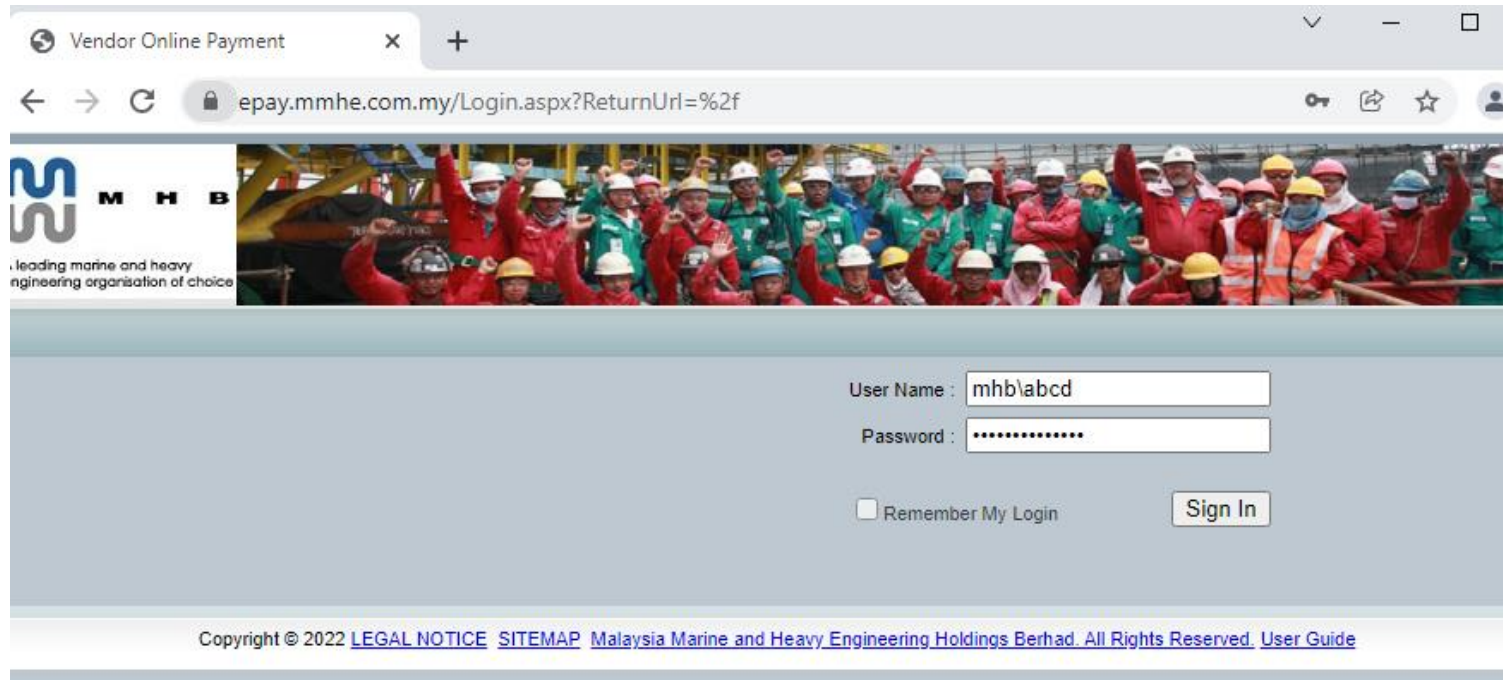 Vendor Online Payment
epay.mmhe.com.my/Login.aspx?ReturnUrl=%2f
M H B
leading marine and heavy
ngineering organisation of choice
User Name : mhb\abcd
Password : ••••••••••••••
Remember My Login Sign In
Copyright © 2022 LEGAL NOTICE SITEMAP Malaysia Marine and Heavy Engineering Holdings Berhad. All Rights Reserved. User Guide